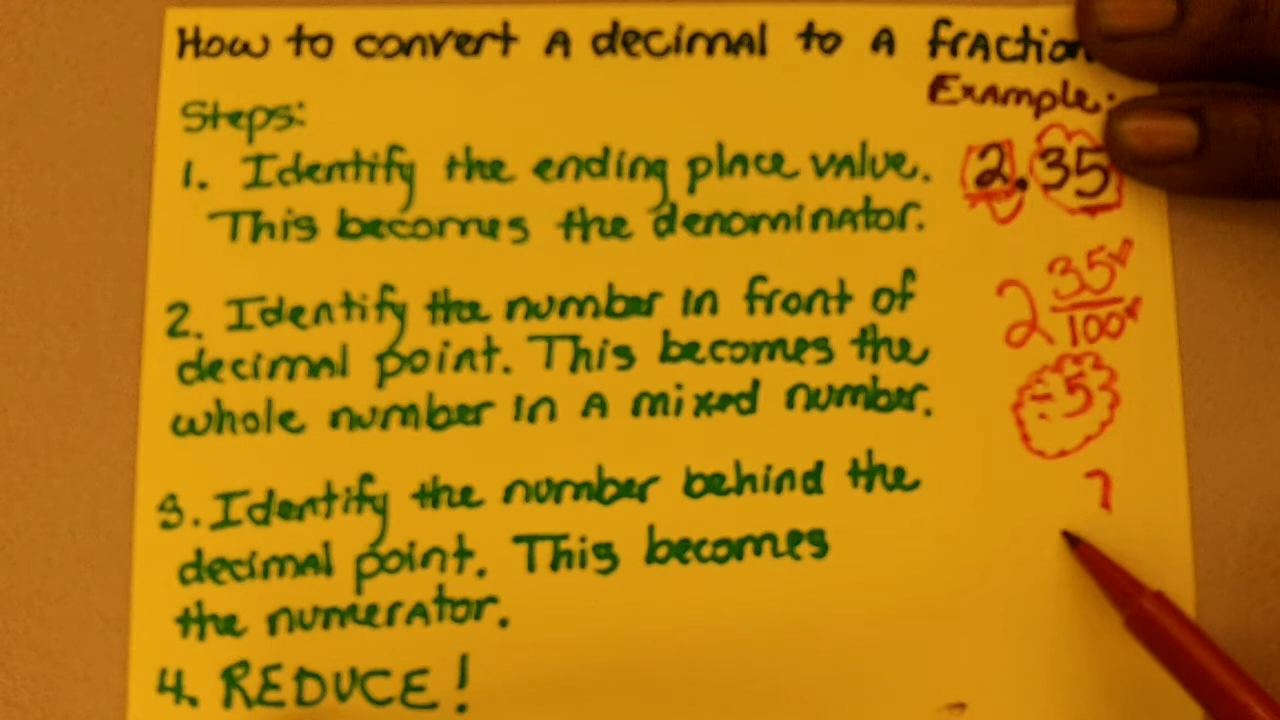 How to convert A decimal to A fraction
Example:
Steps:
1. Identify the ending place value.
This becomes the denominator.
2.35
2. Identify the number in front of
decimal point. This becomes the
whole number in A mixed number.
2 35/100
÷ 5
7
3. Identify the number behind the
decimal point. This becomes
the numerator.
4. REDUCE!